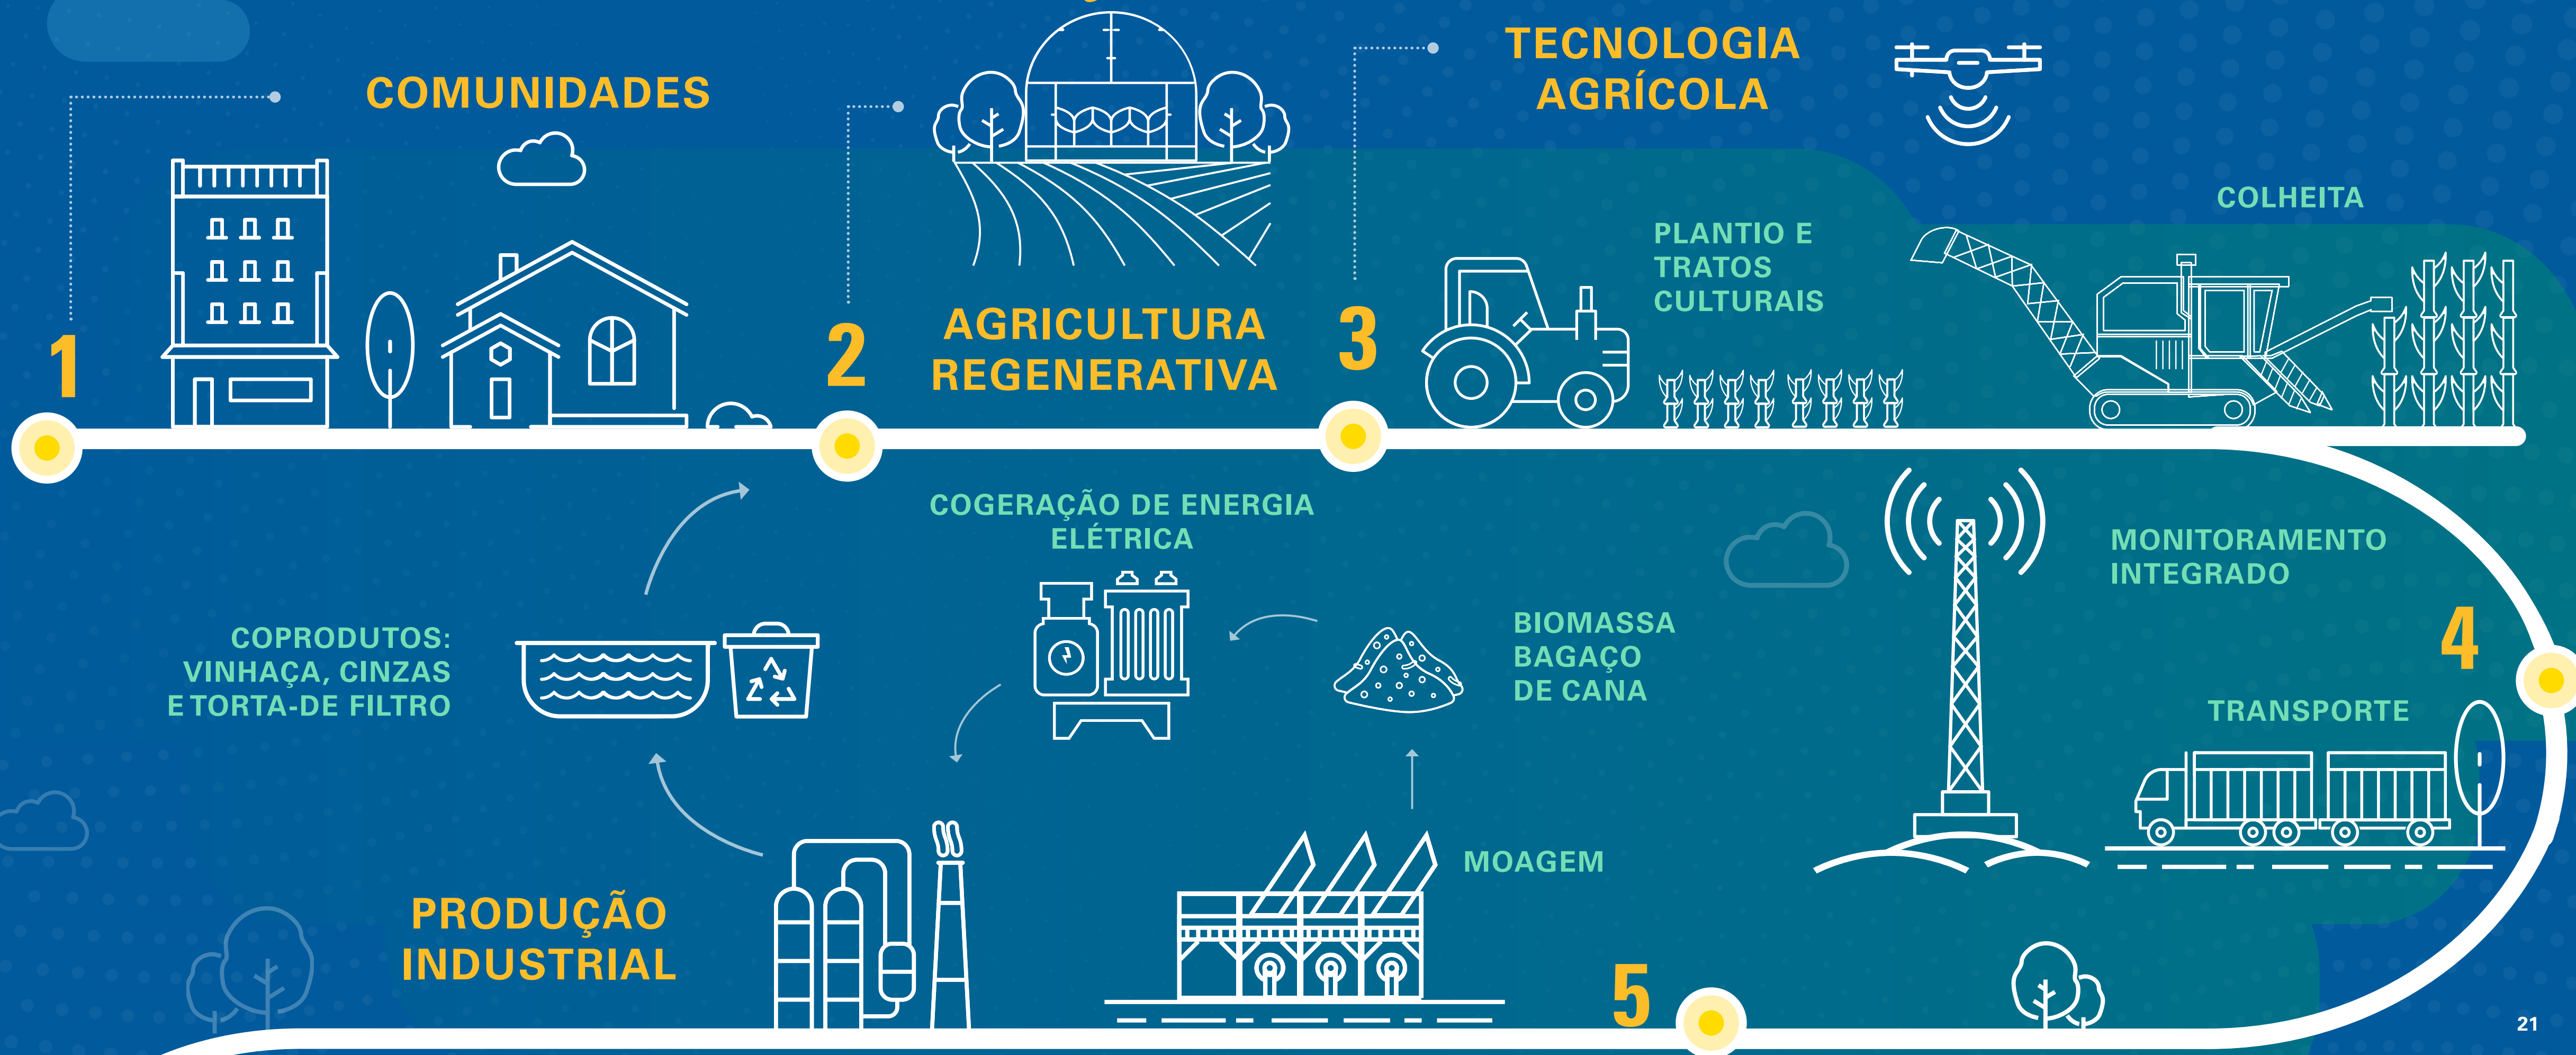 COMUNIDADES
1
2
AGRICULTURA
REGENERATIVA
TECNOLOGIA
AGRÍCOLA
3
PLANTIO E
TRATOS
CULTURAIS
COLHEITA
MONITORAMENTO
INTEGRADO
4
TRANSPORTE
5
MOAGEM
BIOMASSA
BAGAÇO
DE CANA
COGERAÇÃO DE ENERGIA
ELÉTRICA
PRODUÇÃO
INDUSTRIAL
COPRODUTOS:
VINHAÇA, CINZAS
E TORTA-DE FILTRO
21